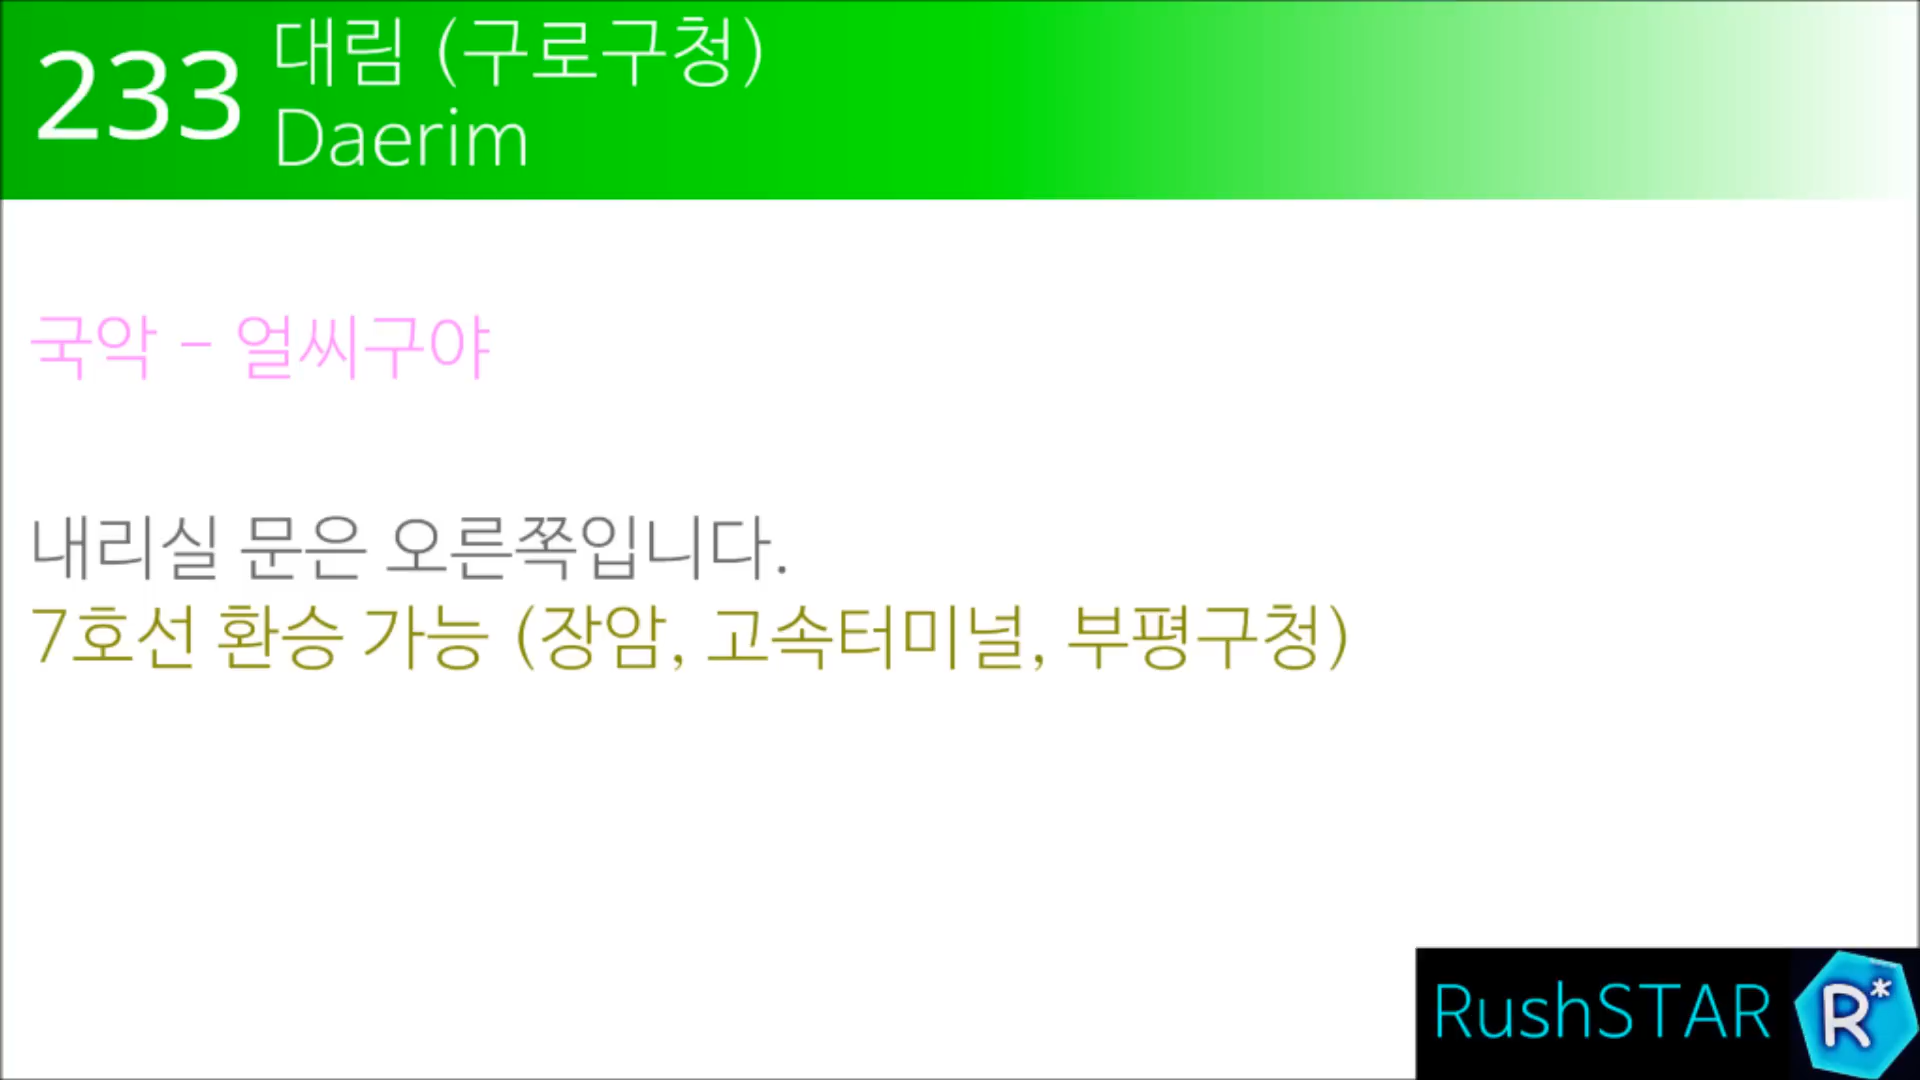 233
대림 (구로구청)
Daerim
국악 - 얼씨구야
내리실 문은 오른쪽입니다.
7호선 환승 가능 (장암, 고속터미널, 부평구청)
RushSTAR
R*